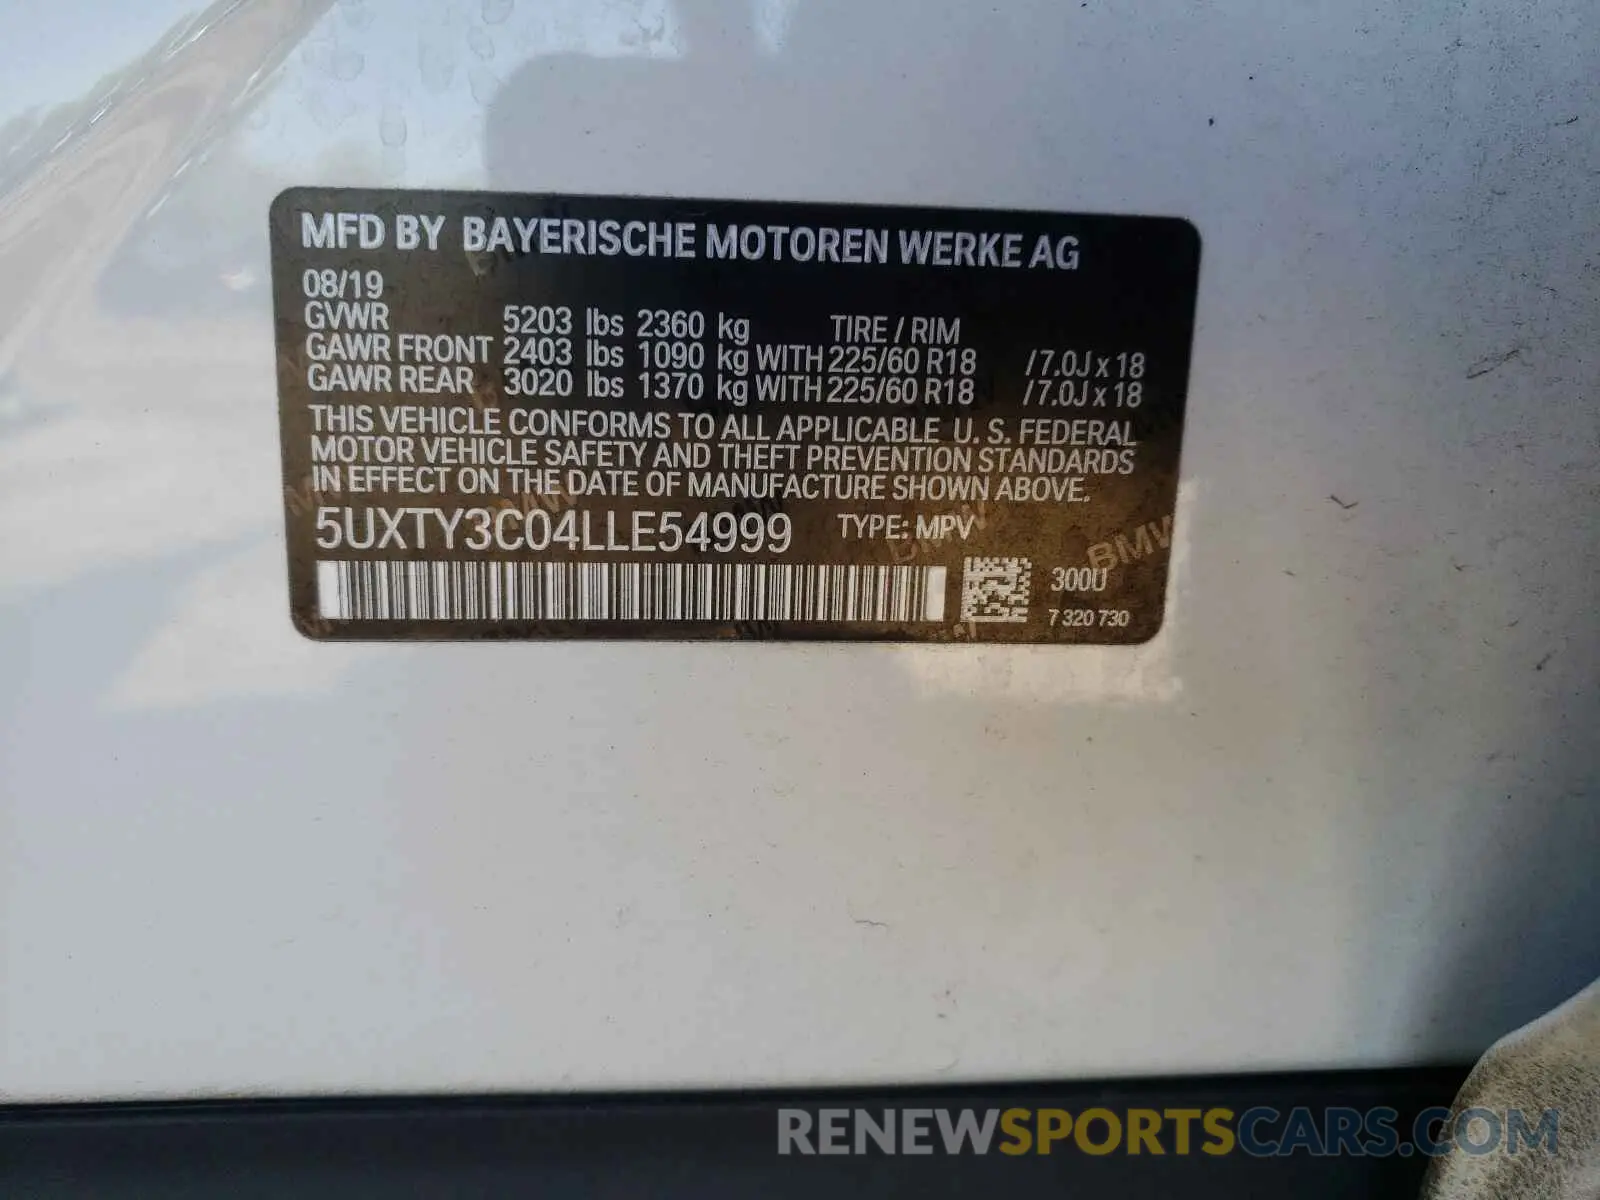 MFD BY BAYERISCHE MOTOREN WERKE AG
08/19
GVWR 5203 lbs 2360 kg TIRE / RIM
GAWR FRONT 2403 lbs 1090 kg WITH 225/60 R18 /7.0J x 18
GAWR REAR 3020 lbs 1370 kg WITH 225/60 R18 /7.0J x 18
THIS VEHICLE CONFORMS TO ALL APPLICABLE U. S. FEDERAL
MOTOR VEHICLE SAFETY AND THEFT PREVENTION STANDARDS
IN EFFECT ON THE DATE OF MANUFACTURE SHOWN ABOVE.
5UXTY3C04LLE54999 TYPE: MPV
300U
7 320 730
BMW
RENEWSPORTSCARS.COM